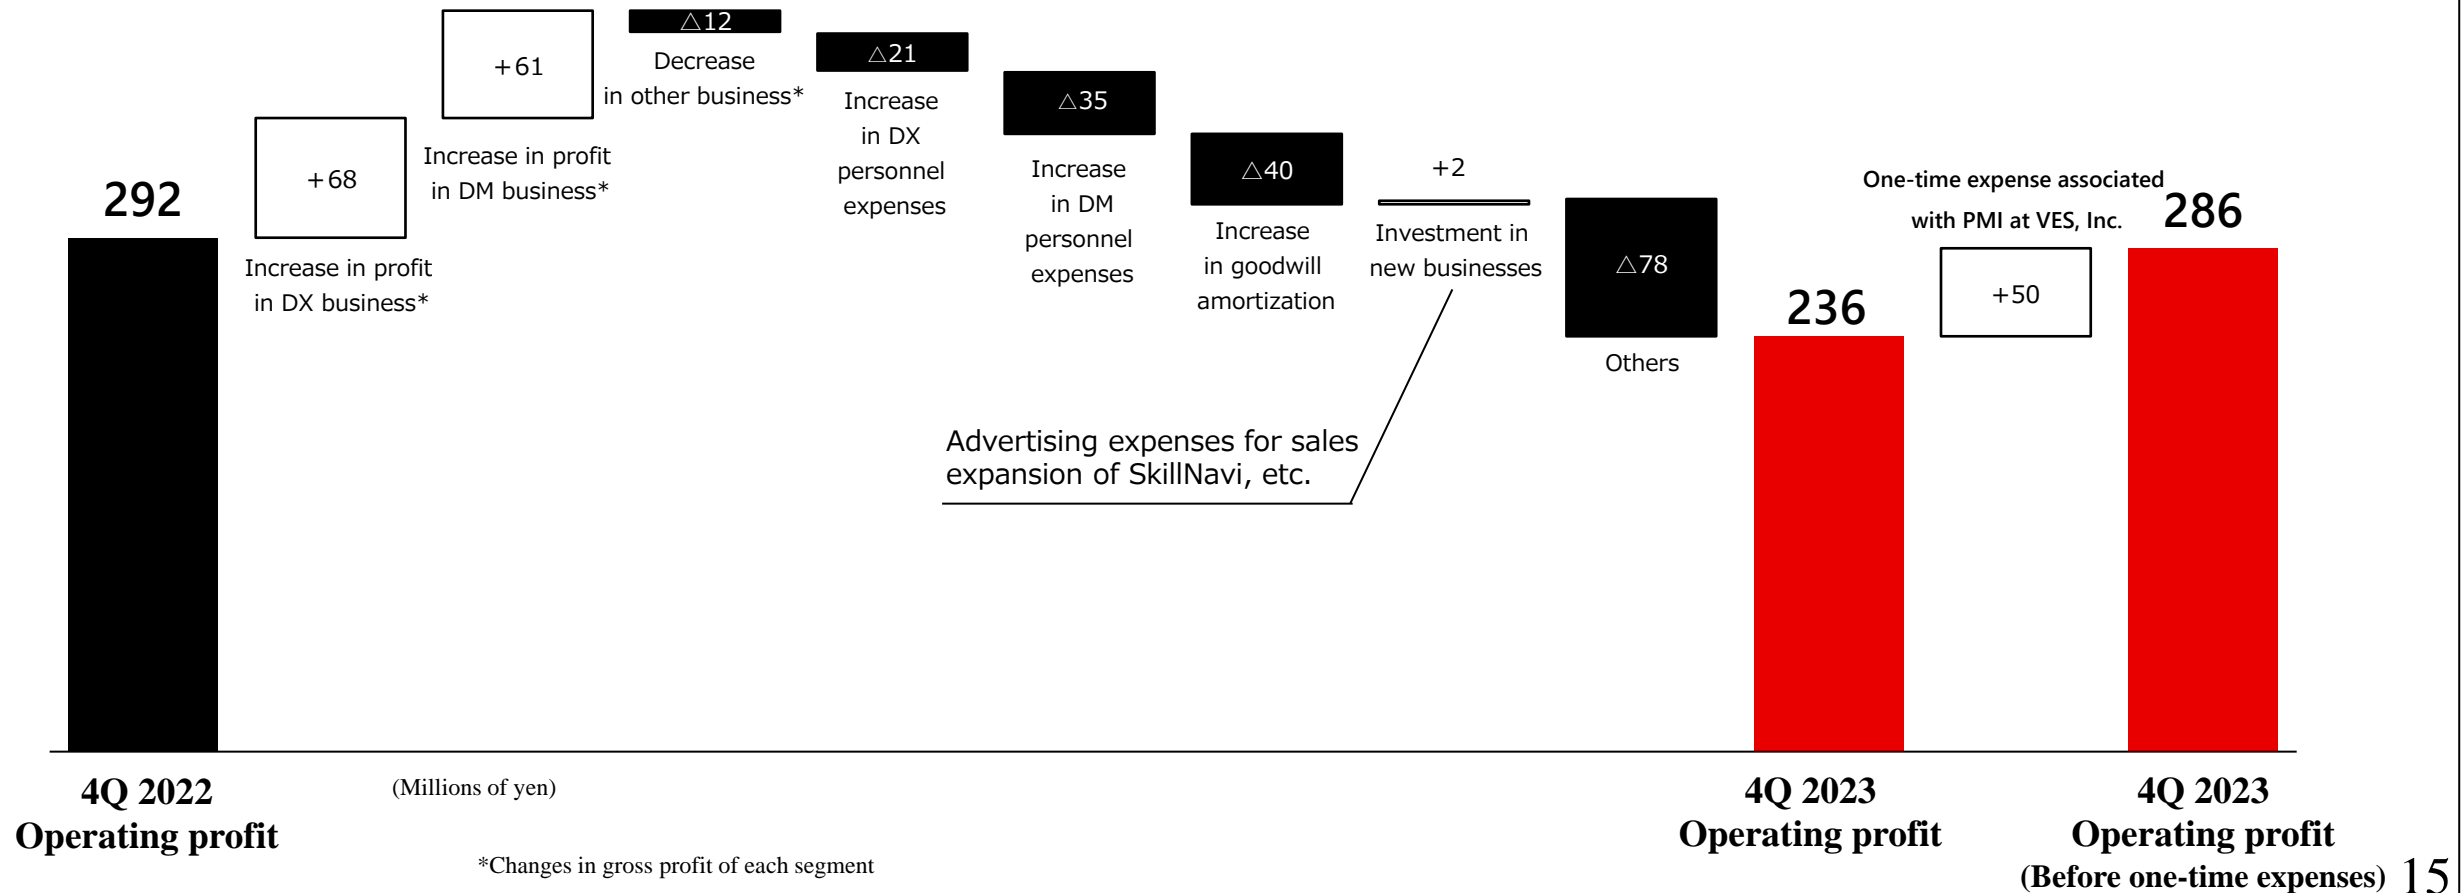 292
+68
Increase in profit
in DX business*
+61
Increase in profit
in DM business*
△12
Decrease
in other business*
△21
Increase
in DX
personnel
expenses
△35
Increase
in DM
personnel
expenses
△40
Increase
in goodwill
amortization
+2
Investment in
new businesses
Advertising expenses for sales
expansion of SkillNavi, etc.
△78
Others
236
One-time expense associated
with PMI at VES, Inc.
+50
286
4Q 2022
Operating profit
(Millions of yen)
*Changes in gross profit of each segment
4Q 2023
Operating profit
4Q 2023
Operating profit
(Before one-time expenses)
15